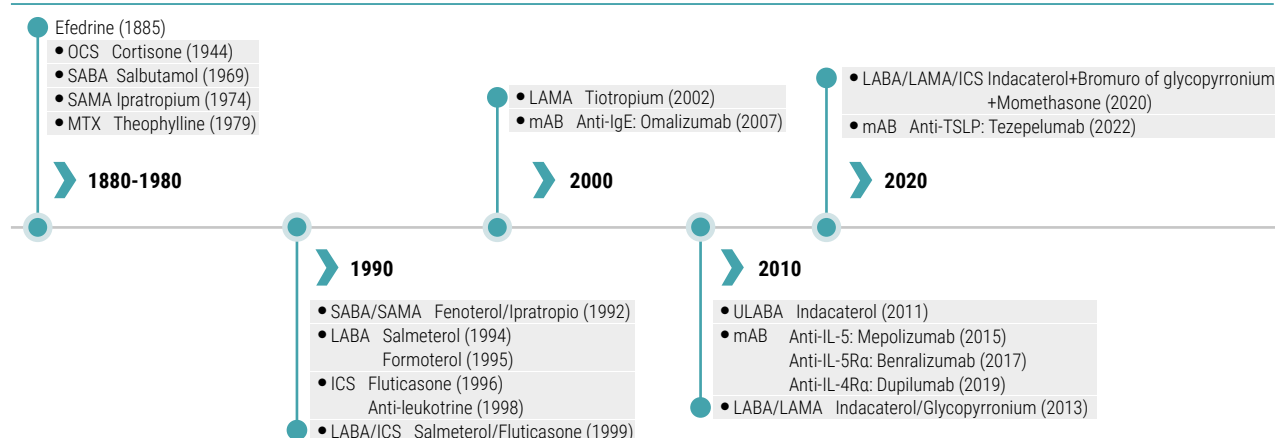 Efedrine (1885)
• OCS Cortisone (1944)
• SABA Salbutamol (1969)
• SAMA Ipratropium (1974)
• MTX Theophylline (1979)
1880-1980
1990
• SABA/SAMA Fenoterol/Ipratropio (1992)
• LABA Salmeterol (1994)
Formoterol (1995)
• ICS Fluticasone (1996)
Anti-leukotrine (1998)
• LABA/ICS Salmeterol/Fluticasone (1999)
• LAMA Tiotropium (2002)
• mAB Anti-IgE: Omalizumab (2007)
2000
2010
• ULABA Indacaterol (2011)
• mAB Anti-IL-5: Mepolizumab (2015)
Anti-IL-5Rα: Benralizumab (2017)
Anti-IL-4Rα: Dupilumab (2019)
• LABA/LAMA Indacaterol/Glycopyrronium (2013)
• LABA/LAMA/ICS Indacaterol+Bromuro of glycopyrronium
+Momethasone (2020)
• mAB Anti-TSLP: Tezepelumab (2022)
2020